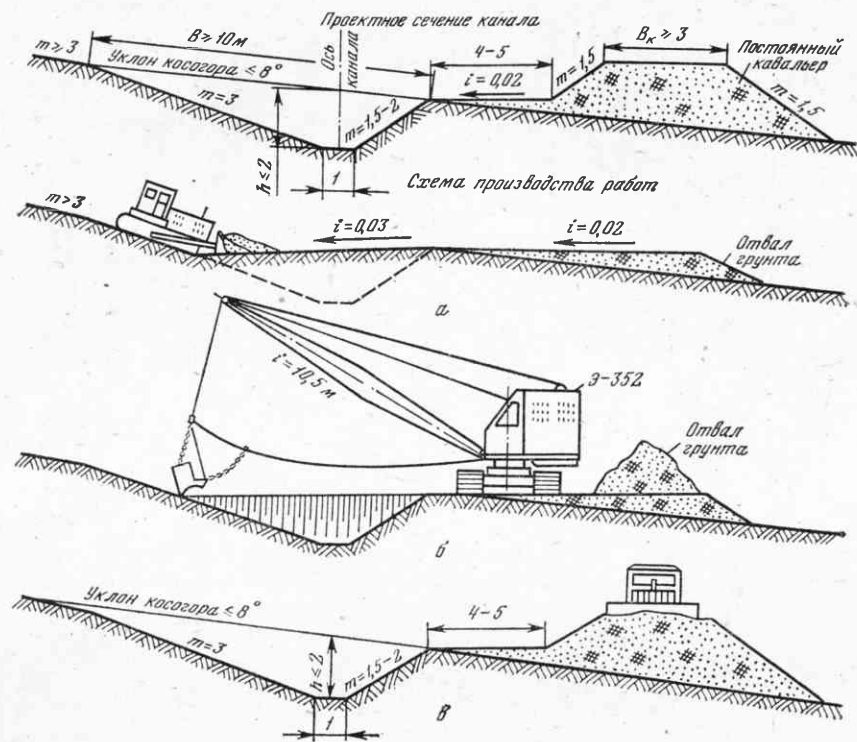 Проектное сечение канала
m≥3
B≥10м
Уклон косогора ≤ 8°
m=3
Ось
канала
h≤2
1
m=1,5-2
4-5
i=0,02
m=1,5
Bк ≥ 3
Постоянный
кавальер
m=1,5
Схема производства работ
m>3
i=0,03
i=0,02
Отвал
грунта
а
i=10,5м
Э-352
Отвал
грунта
б
Уклон косогора ≤ 8°
m=3
h≤2
1
m=1,5-2
4-5
в